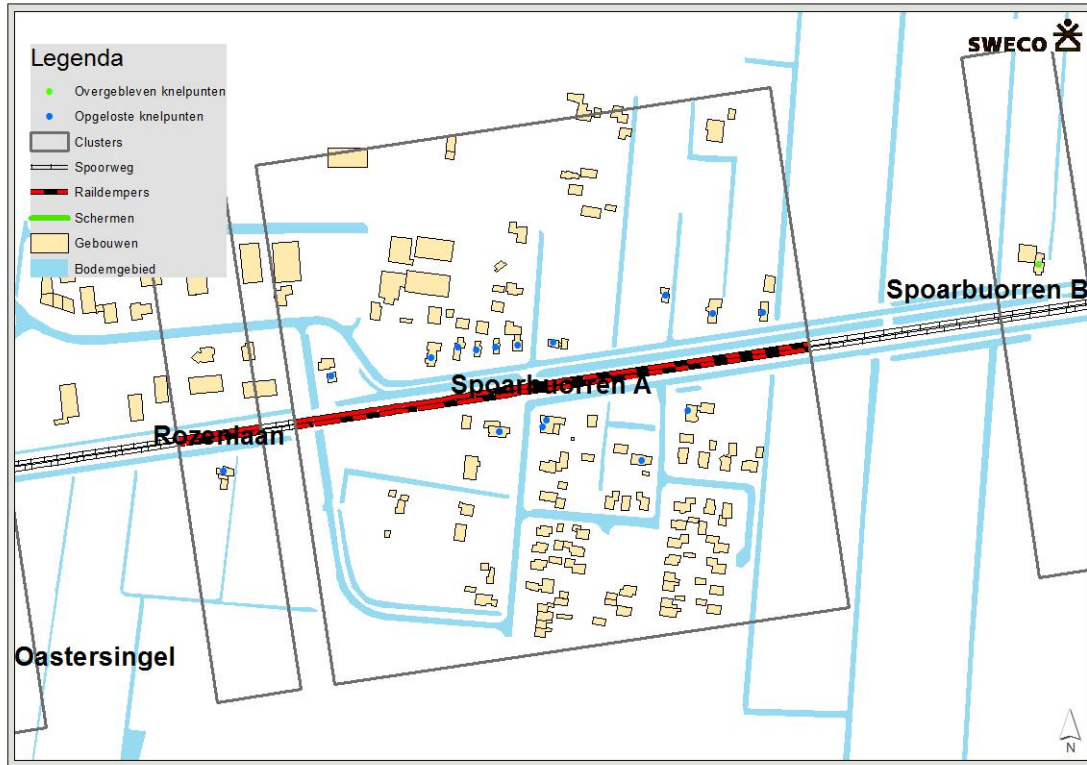 Legenda
Overgebleven knelpunten
Opgeloste knelpunten
Clusters
Spoorweg
Raildempers
Schermen
Gebouwen
Bodemgebied
SWECO
Spoarbuorren B
Spoarbuorren A
Rozenlaan
Oastersingel
N